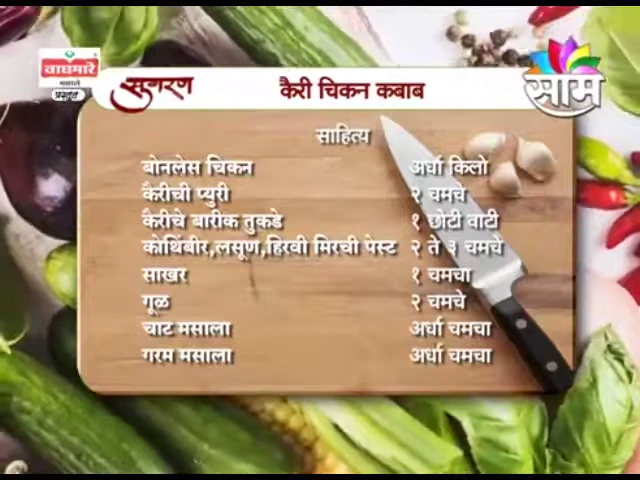 वाघमारे
मसाले
प्रस्तुत
सुगरण
कैरी चिकन कबाब
साम
साहित्य
बोनलेस चिकन अर्धा किलो
कैरीची प्युरी २ चमचे
कैरीचे बारीक तुकडे १ छोटी वाटी
कोथिंबीर,लसूण,हिरवी मिरची पेस्ट २ ते ३ चमचे
साखर १ चमचा
गूळ २ चमचे
चाट मसाला अर्धा चमचा
गरम मसाला अर्धा चमचा